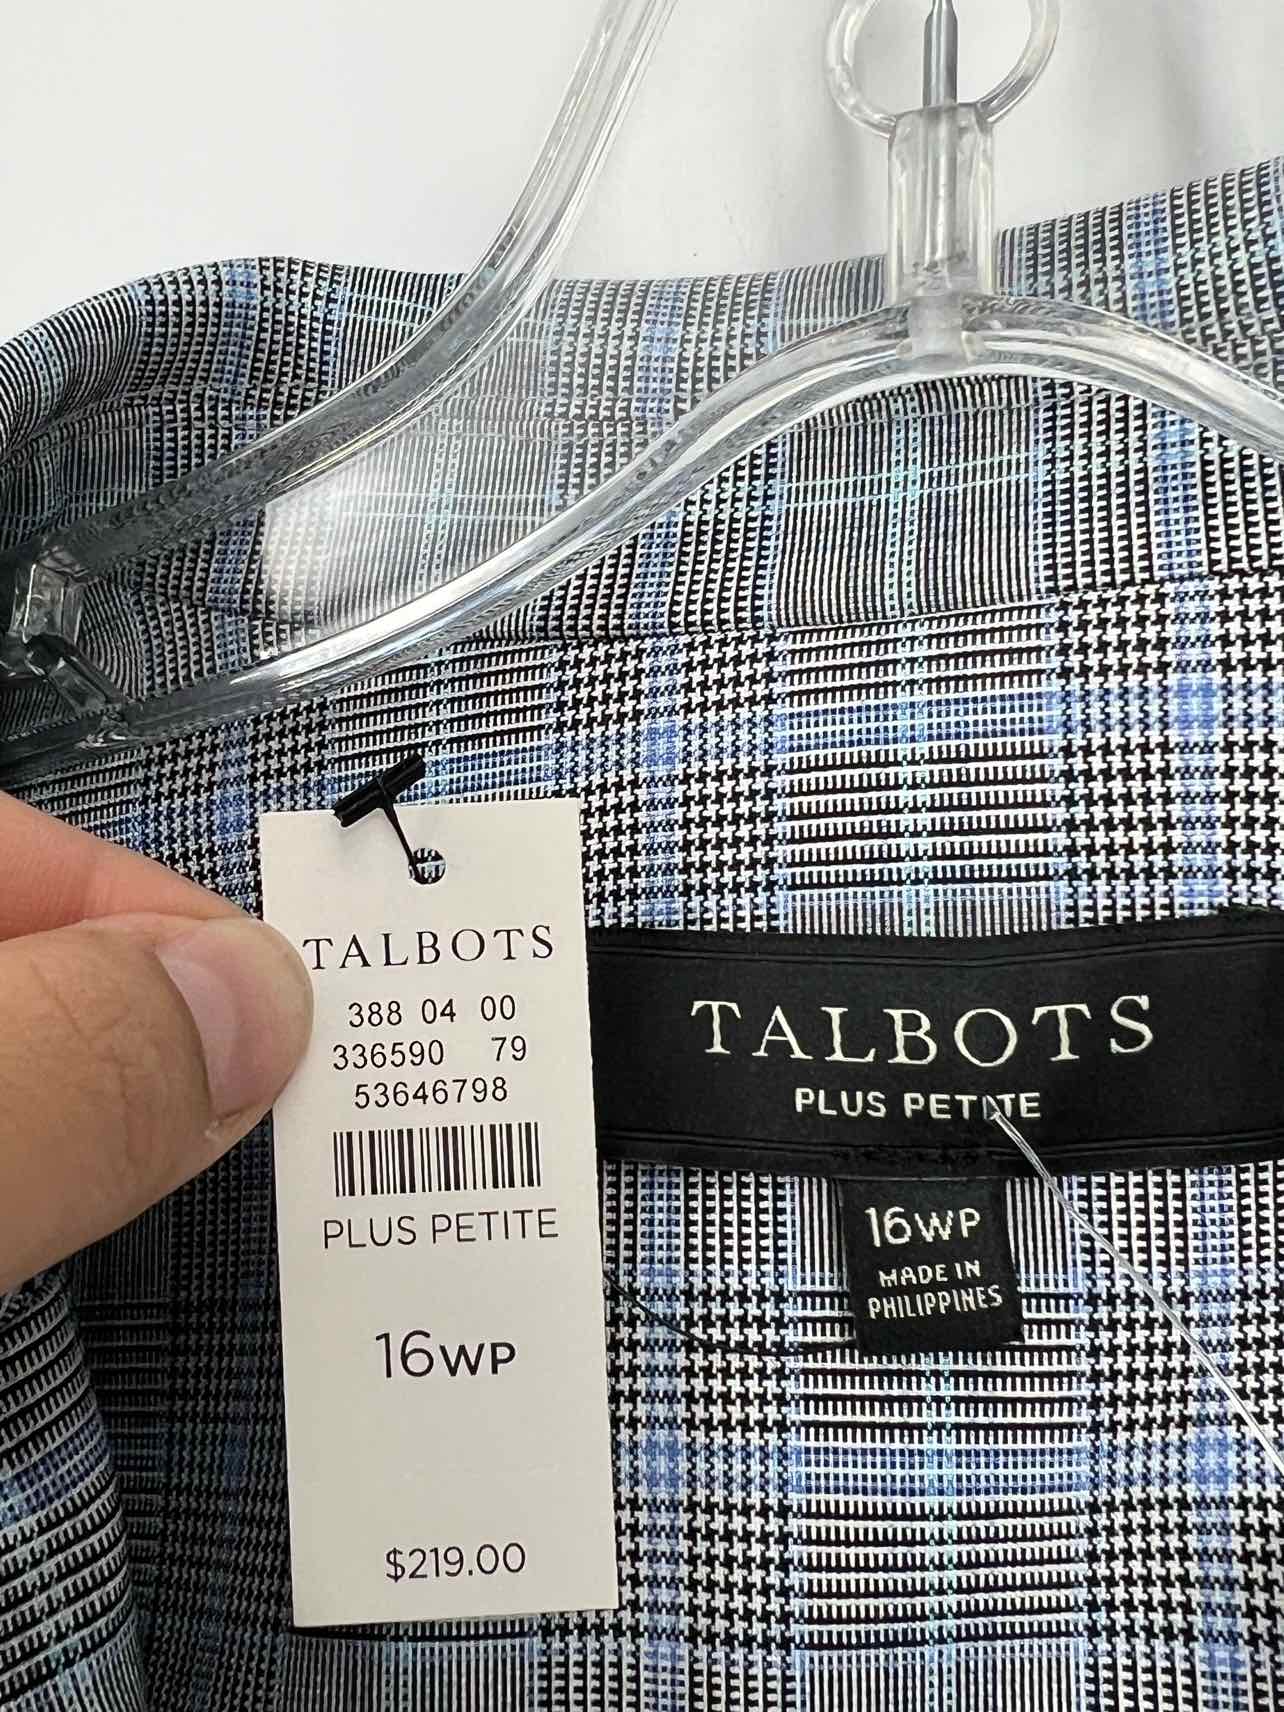 TALBOTS
388 04 00
336590 79
53646798
PLUS PETITE
16WP
$219.00
TALBOTS
PLUS PETITE
16WP
MADE IN
PHILIPPINES